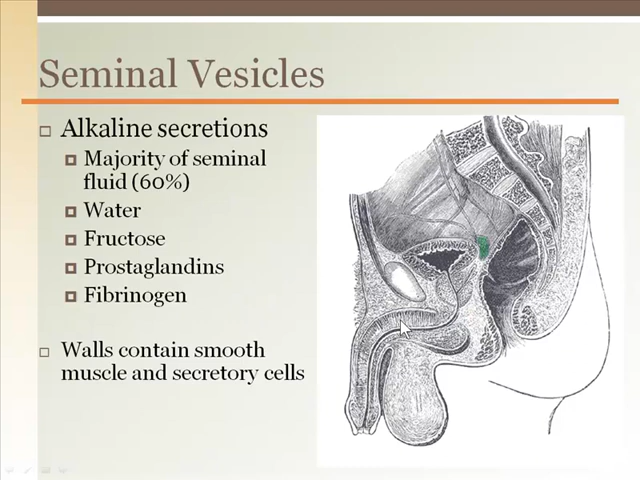 Seminal Vesicles
Alkaline secretions
Majority of seminal
fluid (60%)
Water
Fructose
Prostaglandins
Fibrinogen
Walls contain smooth
muscle and secretory cells